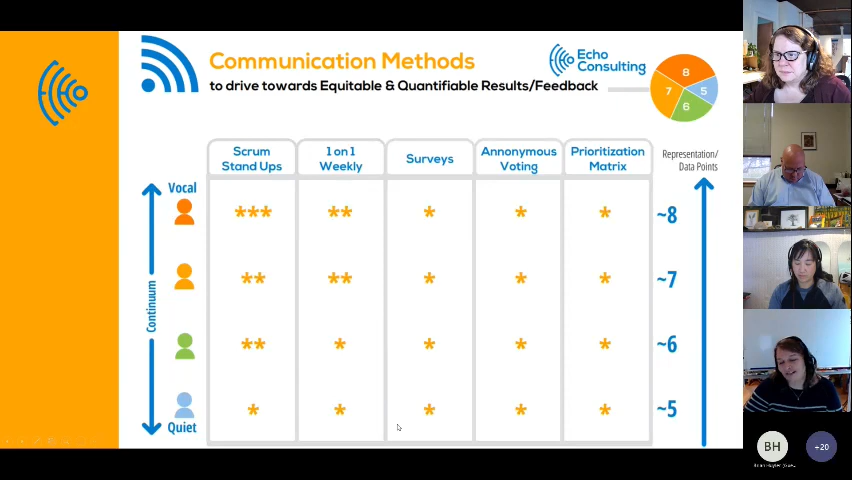 Communication Methods
to drive towards Equitable & Quantifiable Results/Feedback
Echo
Consulting
8
7
5
6
Scrum
Stand Ups
1 on 1
Weekly
Surveys
Annonymous
Voting
Prioritization
Matrix
Representation/
Data Points
Vocal
*** ** * * * ~8
** ** * * * ~7
Continuum
** * * * * ~6
* * * * * ~5
Quiet
BH
+20